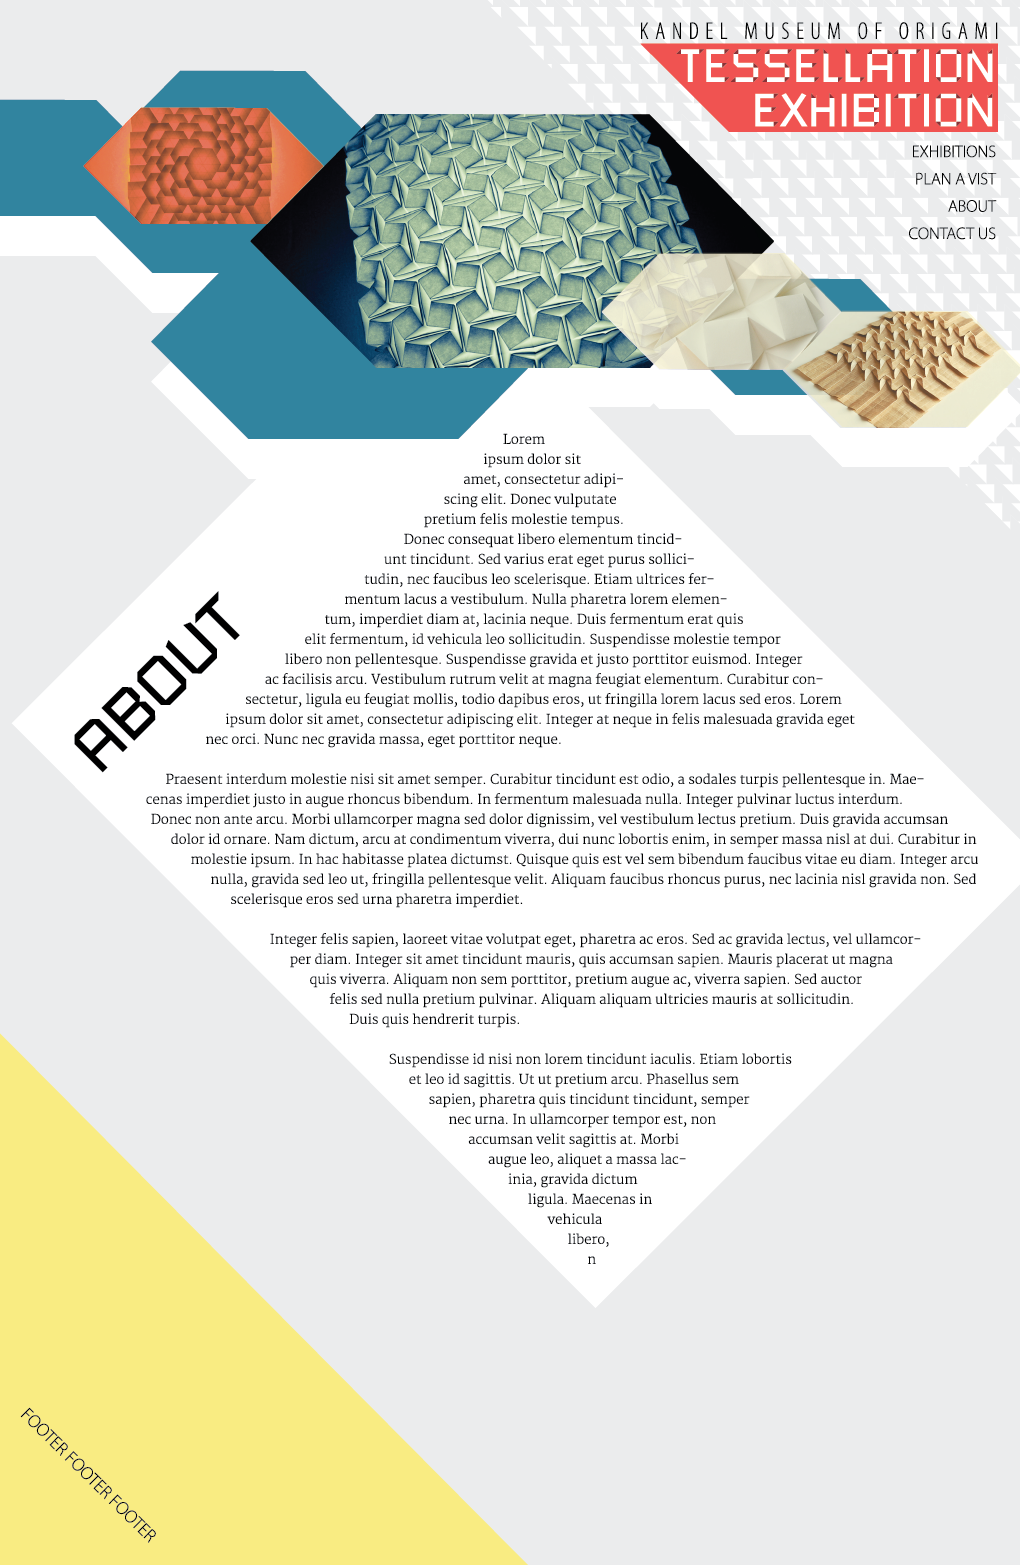 KANDEL MUSEUM OF ORIGAMI
TESSELLATION
EXHIBITION
EXHIBITIONS
PLAN A VIST
ABOUT
CONTACT US
ABOUT
Lorem
ipsum dolor sit
amet, consectetur adipi-
scing elit. Donec vulputate
pretium felis molestie tempus.
Donec consequat libero elementum tincid-
unt tincidunt. Sed varius erat eget purus sollici-
tudin, nec faucibus leo scelerisque. Etiam ultrices fer-
mentum lacus a vestibulum. Nulla pharetra lorem elemen-
tum, imperdiet diam at, lacinia neque. Duis fermentum erat quis
elit fermentum, id vehicula leo sollicitudin. Suspendisse molestie tempor
libero non pellentesque. Suspendisse gravida et justo porttitor euismod. Integer
ac facilisis arcu. Vestibulum rutrum velit at magna feugiat elementum. Curabitur con-
sectetur, ligula eu feugiat mollis, todio dapibus eros, ut fringilla lorem lacus sed eros. Lorem
ipsum dolor sit amet, consectetur adipiscing elit. Integer at neque in felis malesuada gravida eget
nec orci. Nunc nec gravida massa, eget porttitor neque.
Praesent interdum molestie nisi sit amet semper. Curabitur tincidunt est odio, a sodales turpis pellentesque in. Mae-
cenas imperdiet justo in augue rhoncus bibendum. In fermentum malesuada nulla. Integer pulvinar luctus interdum.
Donec non ante arcu. Morbi ullamcorper magna sed dolor dignissim, vel vestibulum lectus pretium. Duis gravida accumsan
dolor id ornare. Nam dictum, arcu at condimentum viverra, dui nunc lobortis enim, in semper massa nisl at dui. Curabitur in
molestie ipsum. In hac habitasse platea dictumst. Quisque quis est vel sem bibendum faucibus vitae eu diam. Integer arcu
nulla, gravida sed leo ut, fringilla pellentesque velit. Aliquam faucibus rhoncus purus, nec lacinia nisl gravida non. Sed
scelerisque eros sed urna pharetra imperdiet.
Integer felis sapien, laoreet vitae volutpat eget, pharetra ac eros. Sed ac gravida lectus, vel ullamcor-
per diam. Integer sit amet tincidunt mauris, quis accumsan sapien. Mauris placerat ut magna
quis viverra. Aliquam non sem porttitor, pretium augue ac, viverra sapien. Sed auctor
felis sed nulla pretium pulvinar. Aliquam aliquam ultricies mauris at sollicitudin.
Duis quis hendrerit turpis.
Suspendisse id nisi non lorem tincidunt iaculis. Etiam lobortis
et leo id sagittis. Ut ut pretium arcu. Phasellus sem
sapien, pharetra quis tincidunt tincidunt, semper
nec urna. In ullamcorper tempor est, non
accumsan velit sagittis at. Morbi
augue leo, aliquet a massa lac-
inia, gravida dictum
ligula. Maecenas in
vehicula
libero,
n
FOOTER FOOTER FOOTER